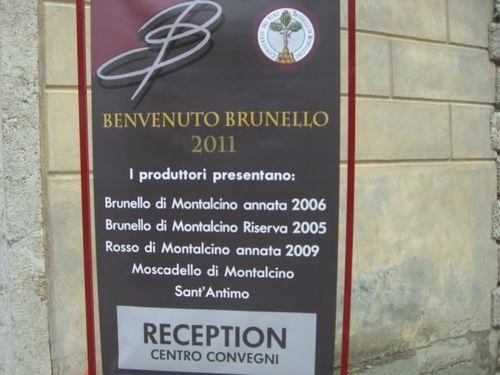 BENVENUTO BRUNELLO
2011
I produttori presentano:
Brunello di Montalcino annata 2006
Brunello di Montalcino Riserva 2005
Rosso di Montalcino annata 2009
Moscadello di Montalcino
Sant'Antimo
RECEPTION
CENTRO CONVEGNI